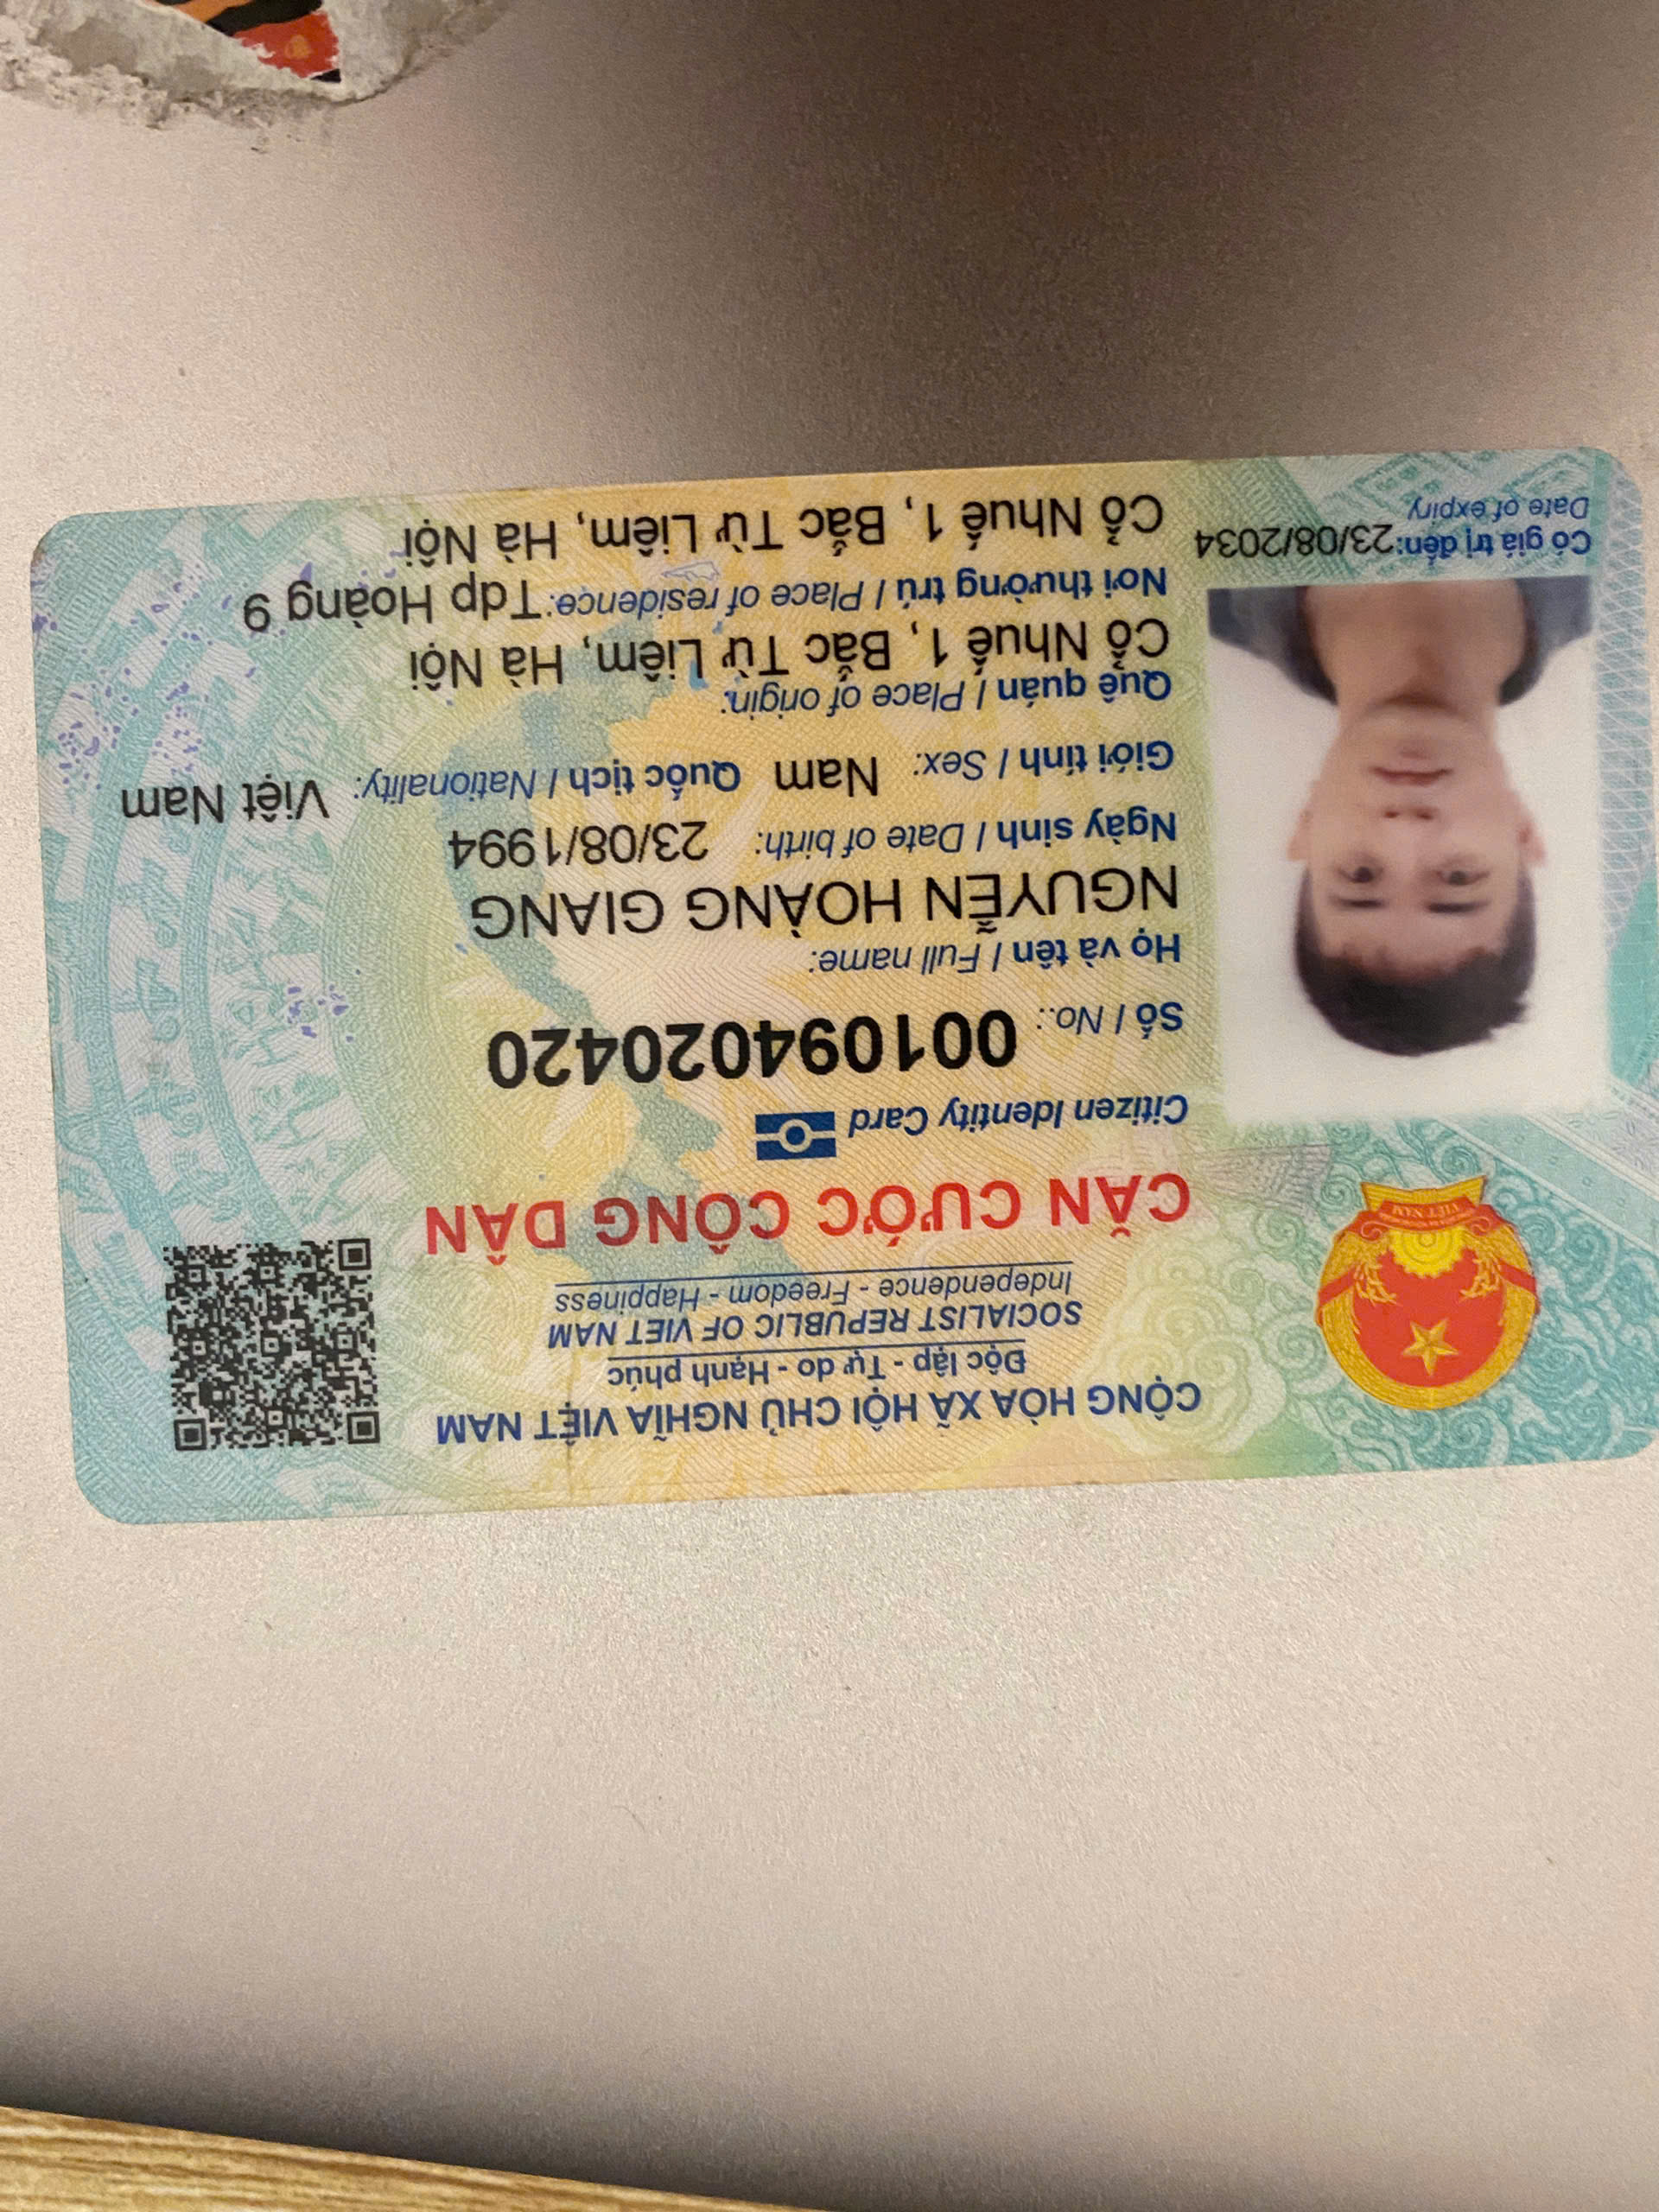 CỘNG HÒA XÃ HỘI CHỦ NGHĨA VIỆT NAM
Độc lập - Tự do - Hạnh phúc
SOCIALIST REPUBLIC OF VIET NAM
Independence - Freedom - Happiness
CĂN CƯỚC CÔNG DÂN
Citizen Identity Card
Số / No.: 001094020420
Họ và tên / Full name:
NGUYỄN HOÀNG GIANG
Ngày sinh / Date of birth: 23/08/1994
Giới tính / Sex: Nam Quốc tịch / Nationality: Việt Nam
Quê quán / Place of origin:
Cổ Nhuế 1, Bắc Từ Liêm, Hà Nội
Nơi thường trú / Place of residence: Tdp Hoàng 9
Cổ Nhuế 1, Bắc Từ Liêm, Hà Nội
Có giá trị đến: 23/08/2034
Date of expiry
VIỆT NAM